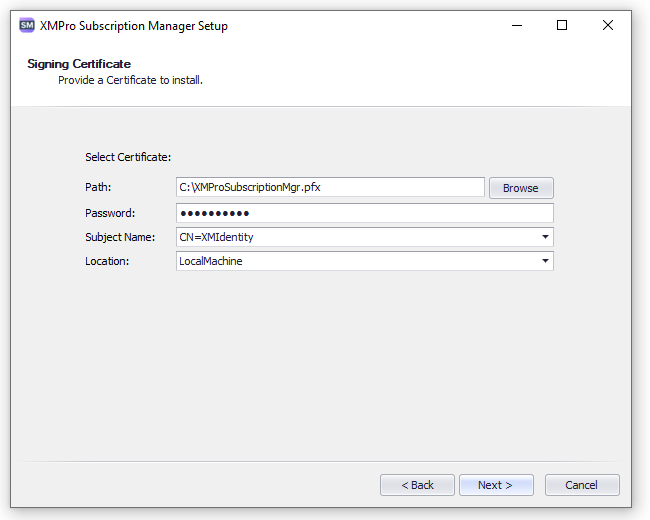 SM XMPro Subscription Manager Setup
Signing Certificate
Provide a Certificate to install.
Select Certificate:
Path: C:\XMProSubscriptionMgr.pfx Browse
Password: ●●●●●●●●●●
Subject Name: CN=XMIdentity
Location: LocalMachine
< Back Next > Cancel